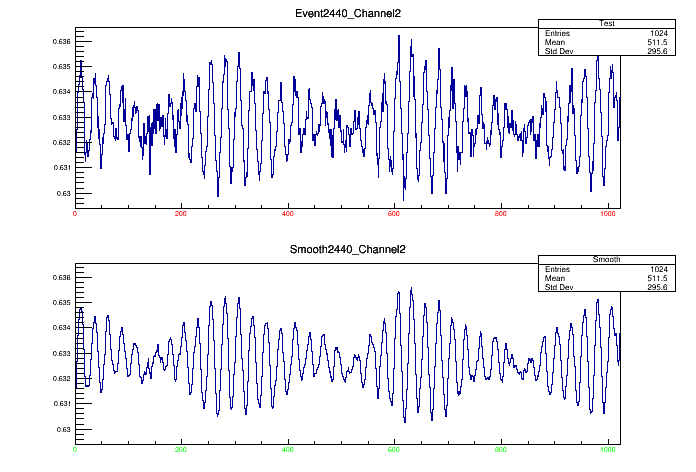 Event2440_Channel2
Test
Entries 1024
Mean 511.5
Std Dev 295.6
0.636
0.635
0.634
0.633
0.632
0.631
0.63
0 200 400 600 800 1000
Smooth2440_Channel2
Smooth
Entries 1024
Mean 511.5
Std Dev 295.6
0.636
0.635
0.634
0.633
0.632
0.631
0.63
0 200 400 600 800 1000